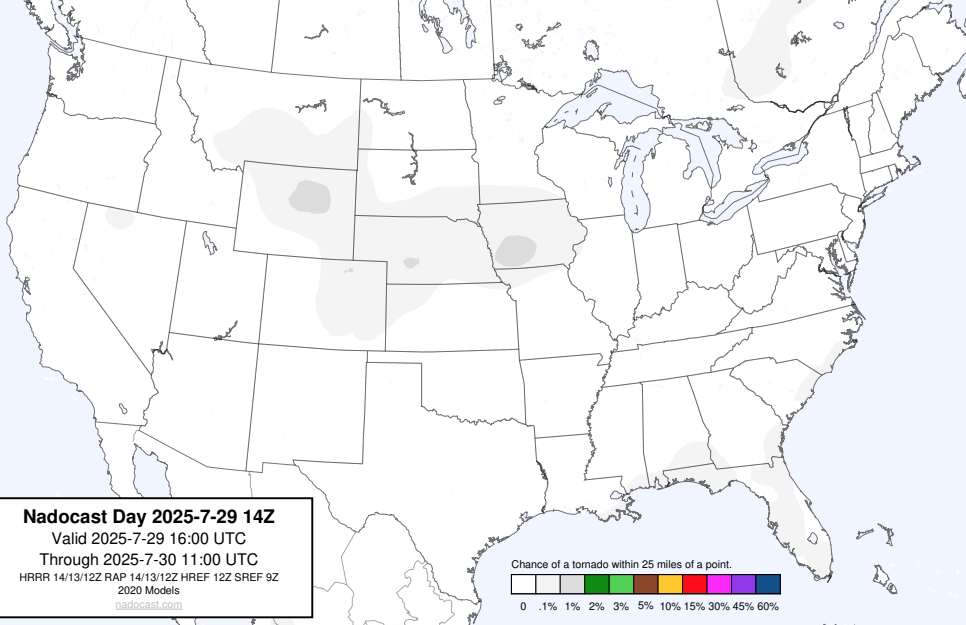 Nadocast Day 2025-7-29 14Z
Valid 2025-7-29 16:00 UTC
Through 2025-7-30 11:00 UTC
HRRR 14/13/12Z RAP 14/13/12Z HREF 12Z SREF 9Z
2020 Models
nadocast.com
Chance of a tornado within 25 miles of a point.
0 .1% 1% 2% 3% 5% 10% 15% 30% 45% 60%